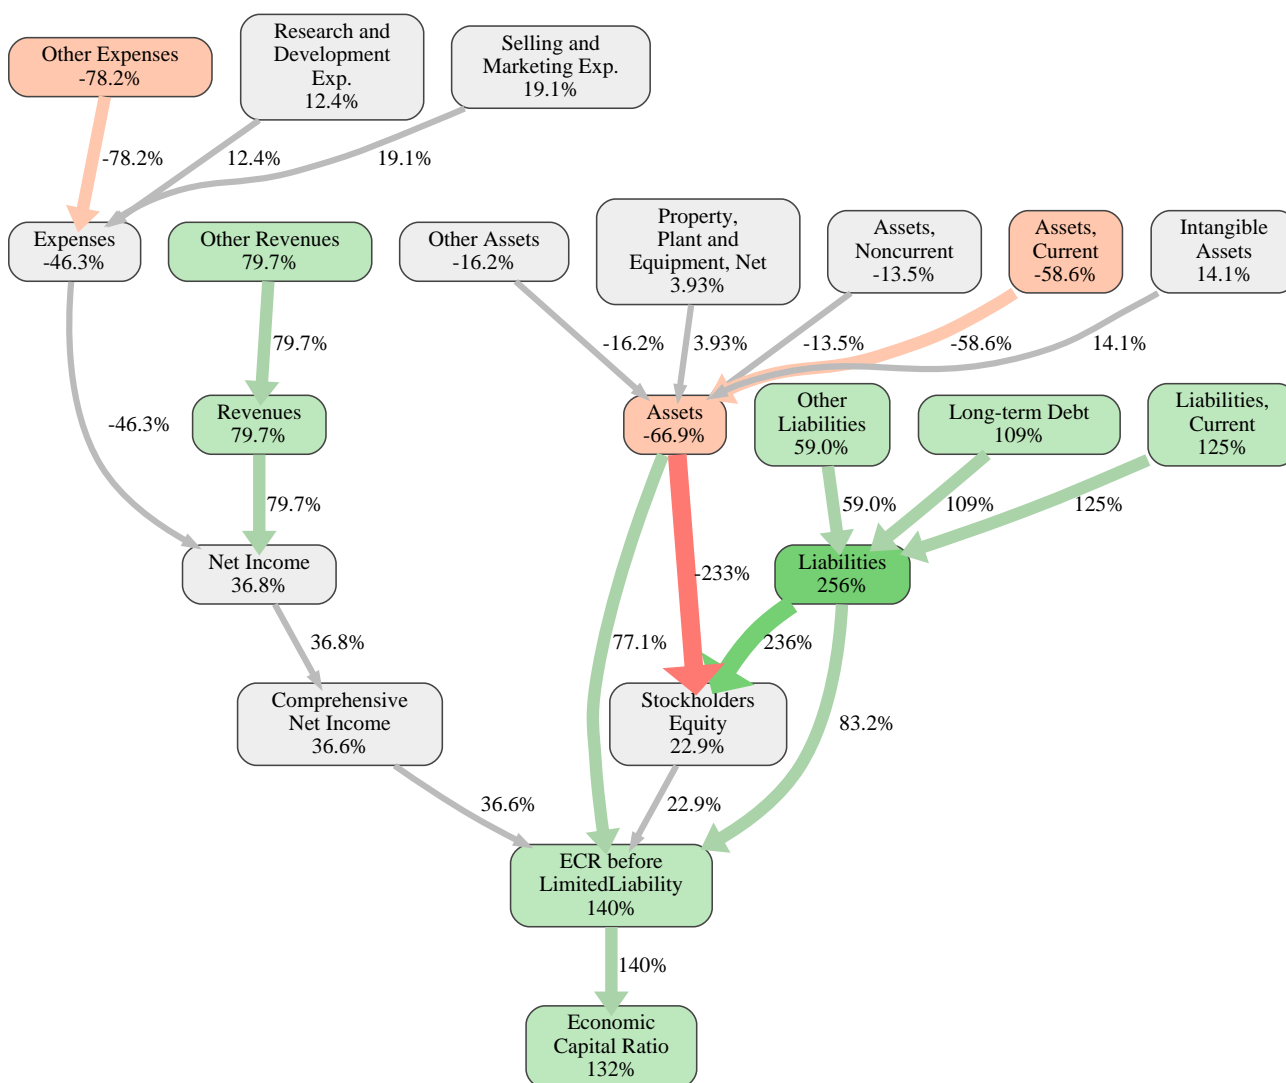 Other Expenses
-78.2%
Research and
Development
Exp.
12.4%
Selling and
Marketing Exp.
19.1%
-78.2%
12.4%
19.1%
Expenses
-46.3%
Other Revenues
79.7%
Other Assets
-16.2%
Property,
Plant and
Equipment, Net
3.93%
Assets,
Noncurrent
-13.5%
Assets,
Current
-58.6%
Intangible
Assets
14.1%
79.7%
-16.2%
3.93%
-13.5%
-58.6%
14.1%
-46.3%
Revenues
79.7%
Assets
-66.9%
Other
Liabilities
59.0%
Long-term Debt
109%
Liabilities,
Current
125%
79.7%
59.0%
109%
125%
Net Income
36.8%
-233%
Liabilities
256%
36.8%
77.1%
236%
Comprehensive
Net Income
36.6%
Stockholders
Equity
22.9%
83.2%
36.6%
22.9%
ECR before
LimitedLiability
140%
140%
Economic
Capital Ratio
132%